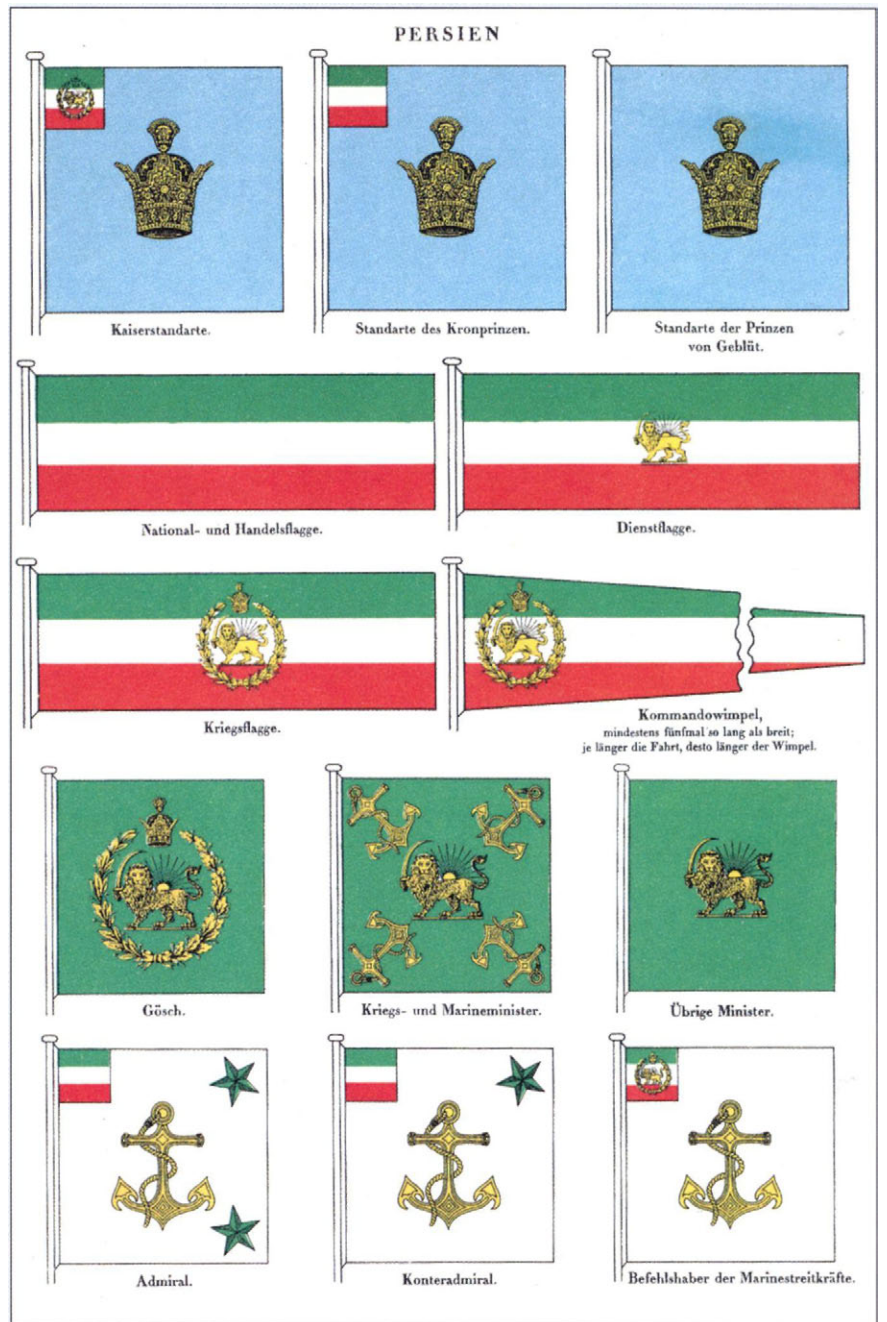 PERSIEN
Kaiserstandarte.
Standarte des Kronprinzen.
Standarte der Prinzen
von Geblüt.
National- und Handelsflagge.
Dienstflagge.
Kriegsflagge.
Kommandowimpel,
mindestens fünfmal so lang als breit;
je länger die Fahrt, desto länger der Wimpel.
Gösch.
Kriegs- und Marineminister.
Übrige Minister.
Admiral.
Konteradmiral.
Befehlshaber der Marinestreitkräfte.